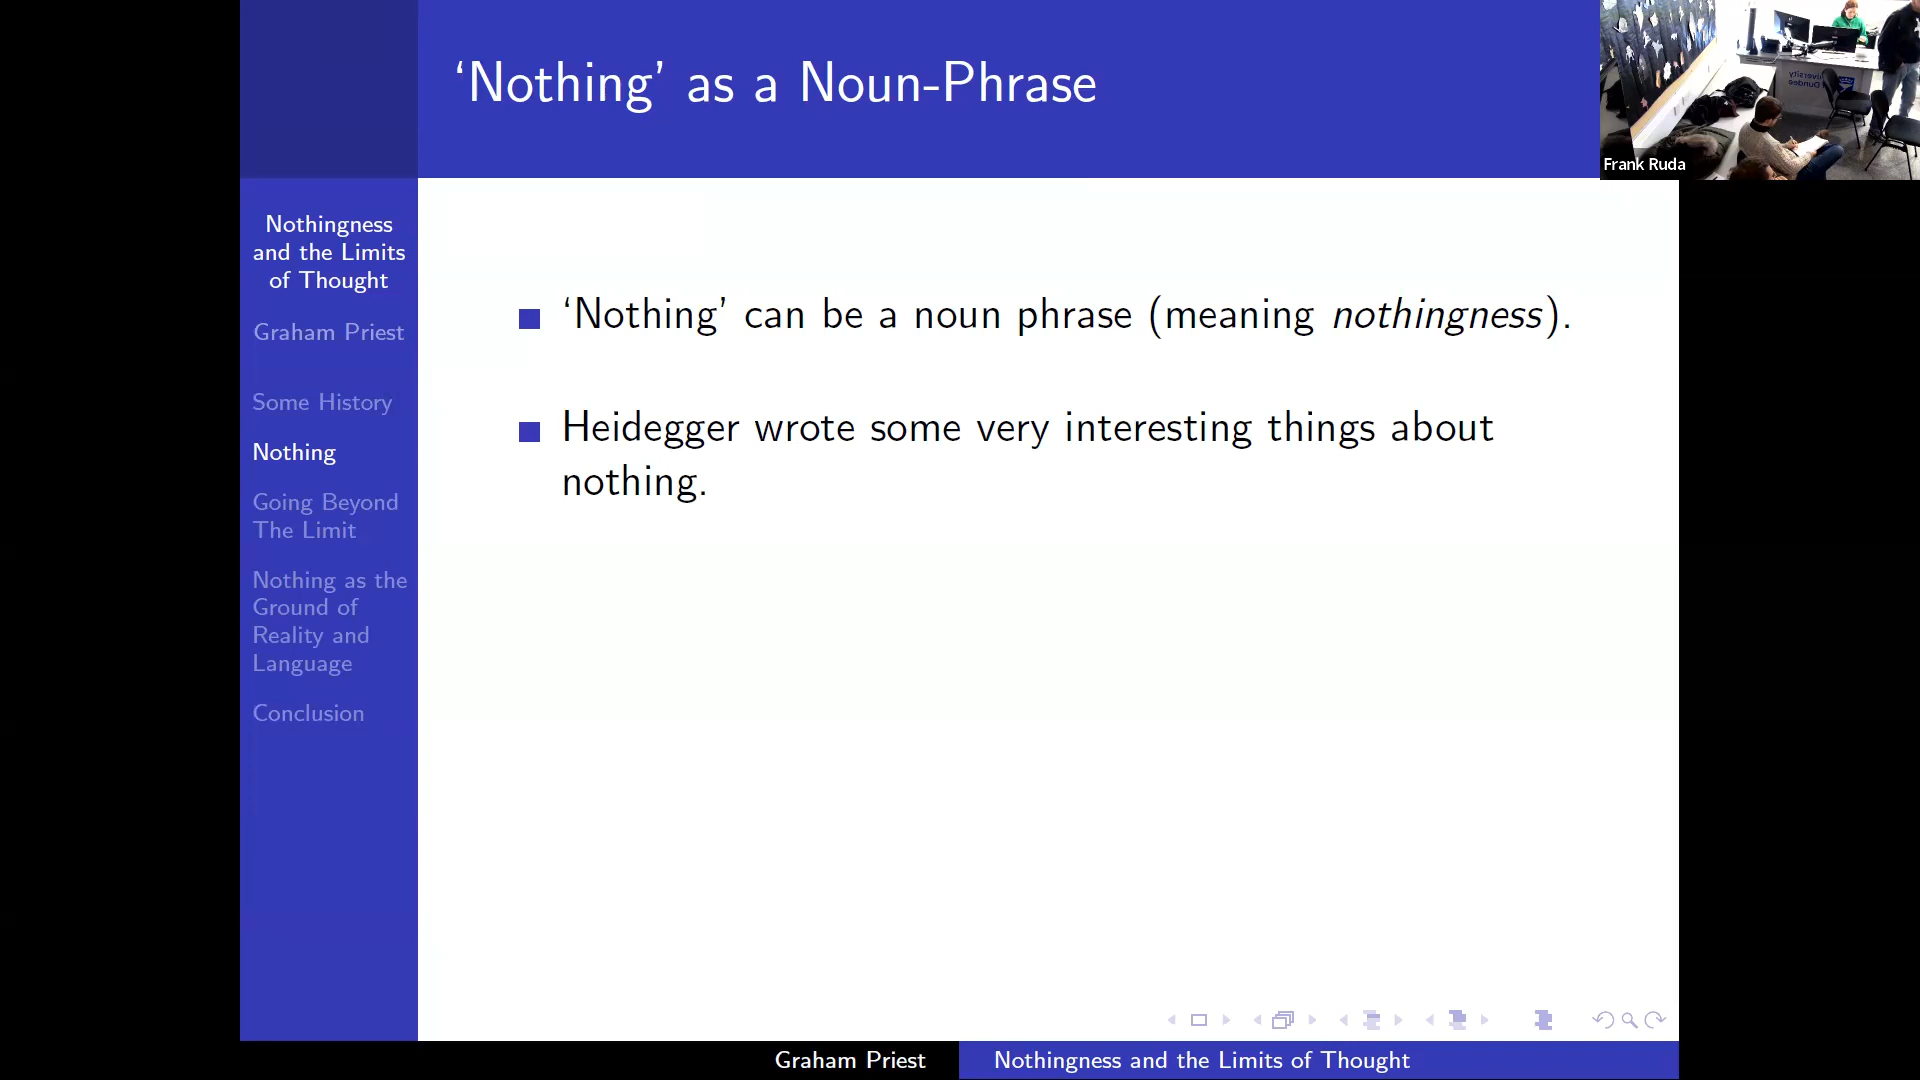 ‘Nothing’ as a Noun-Phrase
Frank Ruda
Nothingness
and the Limits
of Thought
Graham Priest
Some History
Nothing
Going Beyond
The Limit
Nothing as the
Ground of
Reality and
Language
Conclusion
‘Nothing’ can be a noun phrase (meaning nothingness).
Heidegger wrote some very interesting things about
nothing.
Graham Priest
Nothingness and the Limits of Thought